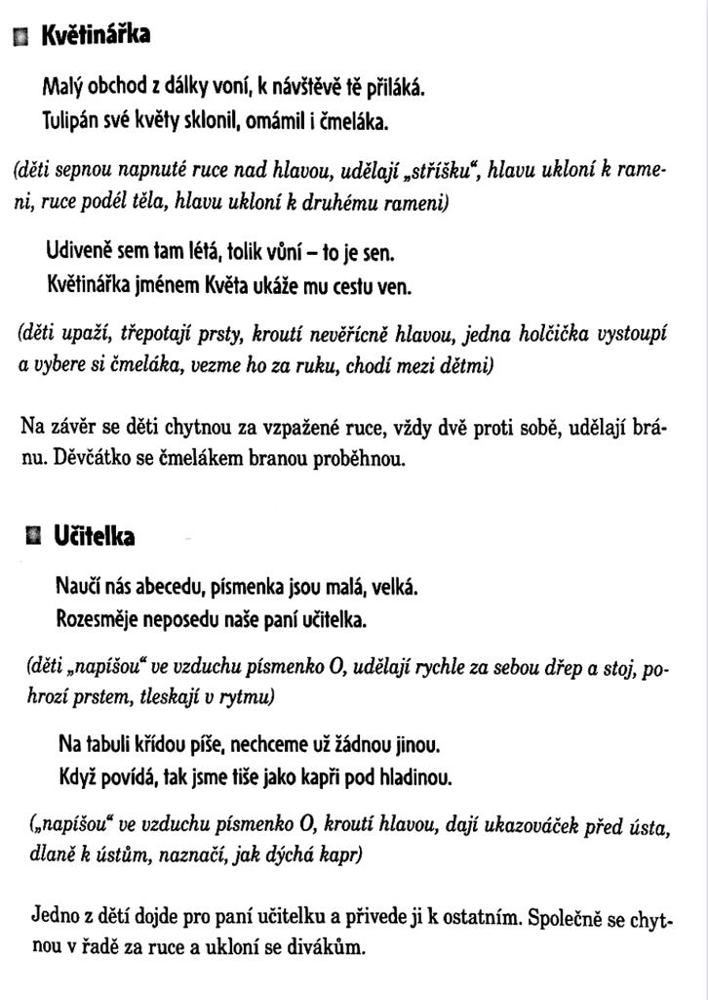 Květinářka
Malý obchod z dálky voní, k návštěvě tě přiláká.
Tulipán své květy sklonil, omámil i čmeláka.
(děti sepnou napnuté ruce nad hlavou, udělají „stříšku“, hlavu ukloní k rame-
ni, ruce podél těla, hlavu ukloní k druhému rameni)
Udiveně sem tam létá, tolik vůní – to je sen.
Květinářka jménem Květa ukáže mu cestu ven.
(děti upaží, třepotají prsty, kroutí nevěřícně hlavou, jedna holčička vystoupí
a vybere si čmeláka, vezme ho za ruku, chodí mezi dětmi)
Na závěr se děti chytnou za vzpažené ruce, vždy dvě proti sobě, udělají brá-
nu. Děvčátko se čmelákem branou proběhnou.
Učitelka
Naučí nás abecedu, písmenka jsou malá, velká.
Rozesměje neposedu naše paní učitelka.
(děti „napíšou“ ve vzduchu písmenko O, udělají rychle za sebou dřep a stoj, po-
hrozí prstem, tleskají v rytmu)
Na tabuli křídou píše, nechceme už žádnou jinou.
Když povídá, tak jsme tiše jako kapři pod hladinou.
(„napíšou“ ve vzduchu písmenko O, kroutí hlavou, dají ukazováček před ústa,
dlaně k ústům, naznačí, jak dýchá kapr)
Jedno z dětí dojde pro paní učitelku a přivede ji k ostatním. Společně se chyt-
nou v řadě za ruce a ukloní se divákům.